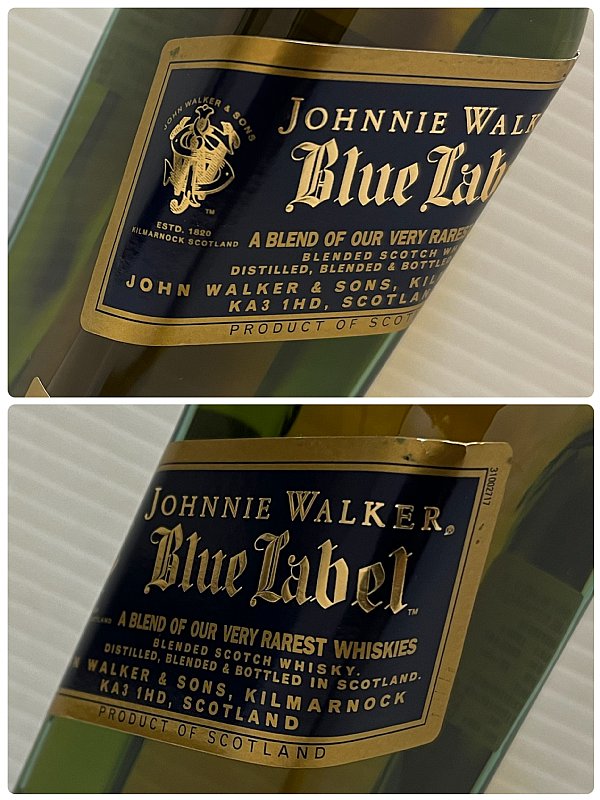 JOHN WALKER & SONS
TM
ESTD. 1820
KILMARNOCK SCOTLAND
JOHNNIE WALK
Blue Lab
A BLEND OF OUR VERY RARES
BLENDED SCOTCH WH
DISTILLED, BLENDED & BOTTLE
JOHN WALKER & SONS, KIL
KA3 1HD, SCOTLAN
PRODUCT OF SCOT
31002717
JOHNNIE WALKER
Blue Label TM
A BLEND OF OUR VERY RAREST WHISKIES
BLENDED SCOTCH WHISKY.
DISTILLED, BLENDED & BOTTLED IN SCOTLAND.
N WALKER & SONS, KILMARNOCK
KA3 1HD, SCOTLAND
PRODUCT OF SCOTLAND